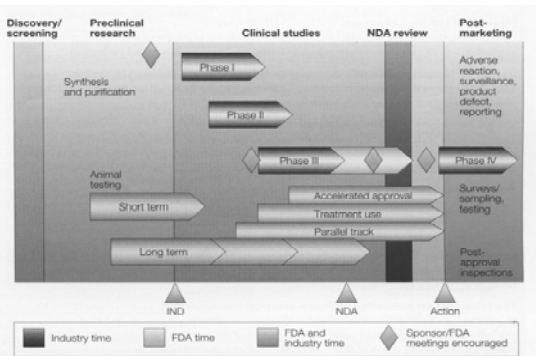 Discovery/
screening
Preclinical
research
Clinical studies
NDA review
Post-
marketing
Synthesis
and purification
Phase I
Adverse
reaction,
surveillance,
product
defect,
reporting
Phase II
Phase III
Phase IV
Animal
testing
Accelerated approval
Surveys/
sampling,
testing
Short term
Treatment use
Parallel track
Long term
Post-
approval
inspections
IND
NDA
Action
Industry time
FDA time
FDA and
industry time
Sponsor/FDA
meetings encouraged